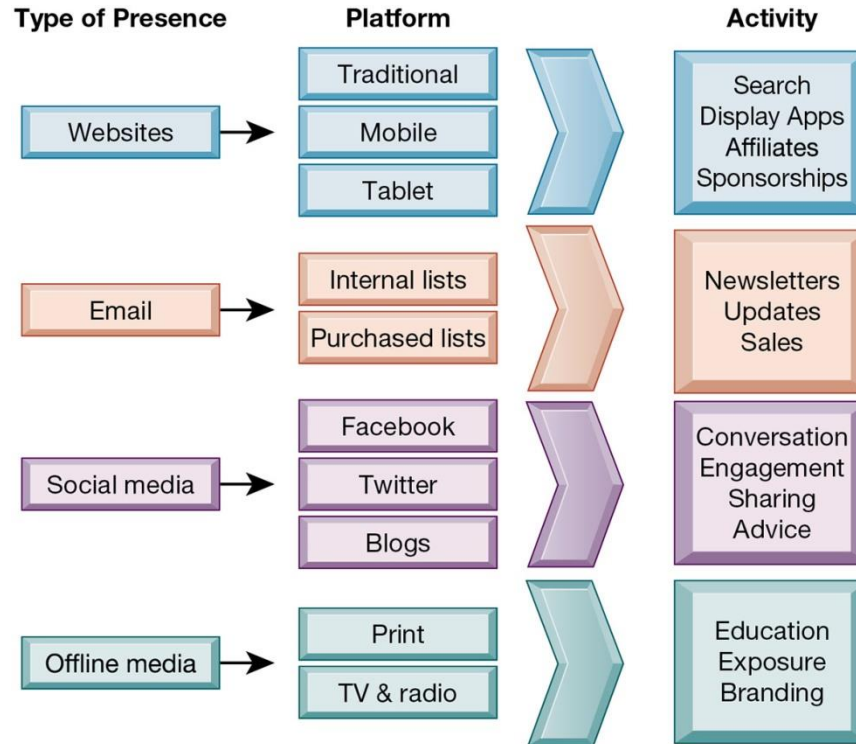 Type of Presence
Platform
Activity
Websites
Traditional
Mobile
Tablet
Search
Display Apps
Affiliates
Sponsorships
Email
Internal lists
Purchased lists
Newsletters
Updates
Sales
Social media
Facebook
Twitter
Blogs
Conversation
Engagement
Sharing
Advice
Offline media
Print
TV & radio
Education
Exposure
Branding